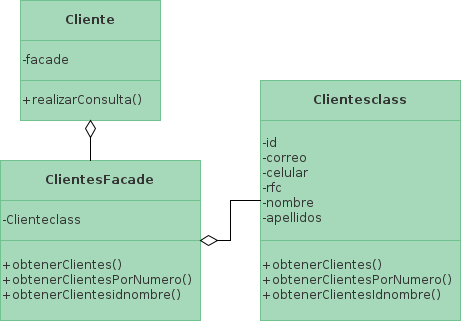 Cliente
-facade
+realizarConsulta()
ClientesFacade
-Clienteclass
+obtenerClientes()
+obtenerClientesPorNumero()
+obtenerClientesidnombre()
Clientesclass
-id
-correo
-celular
-rfc
-nombre
-apellidos
+obtenerClientes()
+obtenerClientesPorNumero()
+obtenerClientesIdnombre()